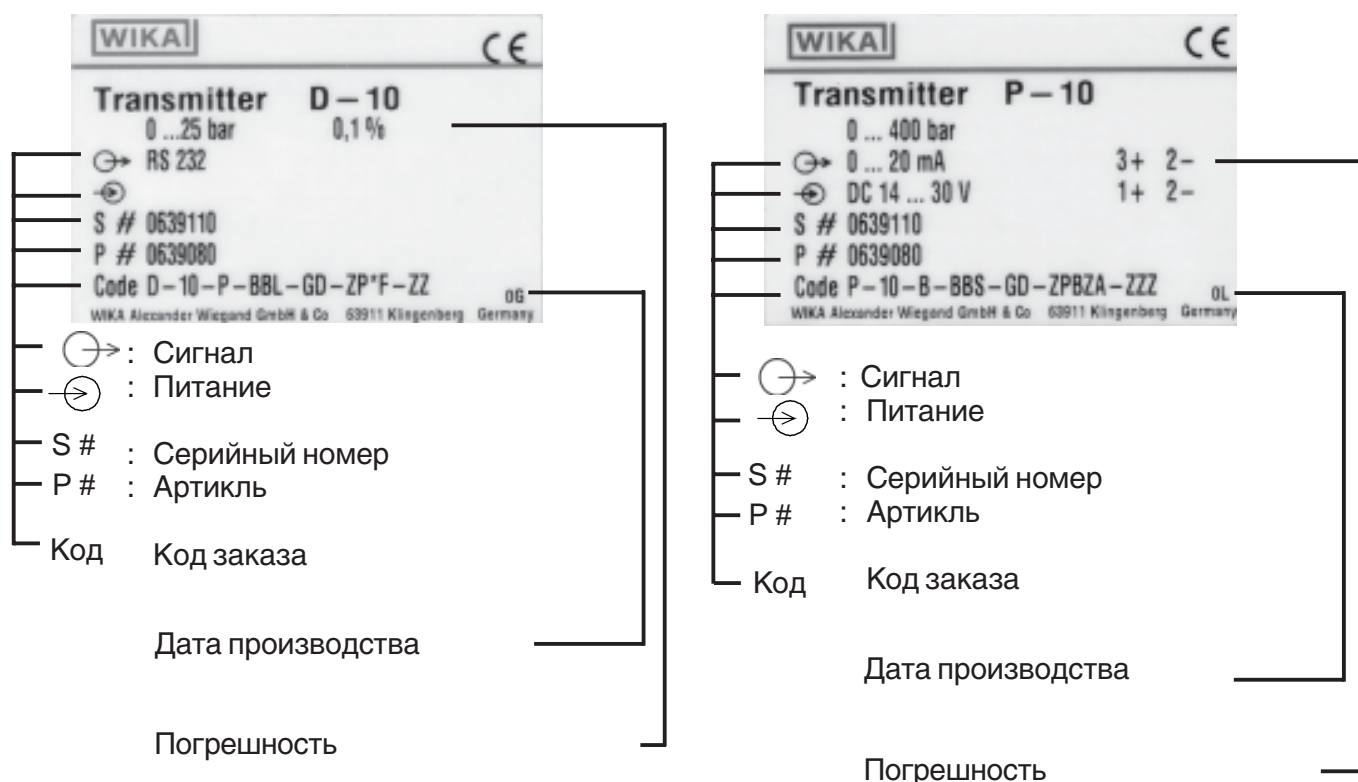 WIKA
CE
Transmitter D – 10
0 ...25 bar 0,1 %
RS 232
S # 0639110
P # 0639080
Code D – 10 – P – BBL – GD – ZP*F – ZZ
OG
WIKA Alexander Wiegand GmbH & Co 63911 Klingenberg Germany
: Сигнал
: Питание
S # : Серийный номер
P # : Артикль
Код Код заказа
Дата производства
Погрешность
WIKA
CE
Transmitter P – 10
0 ... 400 bar
0 ... 20 mA 3+ 2–
DC 14 ... 30 V 1+ 2–
S # 0639110
P # 0639080
Code P – 10 – B – BBS – GD – ZPBZA – ZZZ
OL
WIKA Alexander Wiegand GmbH & Co 63911 Klingenberg Germany
: Сигнал
: Питание
S # : Серийный номер
P # : Артикль
Код Код заказа
Дата производства
Погрешность